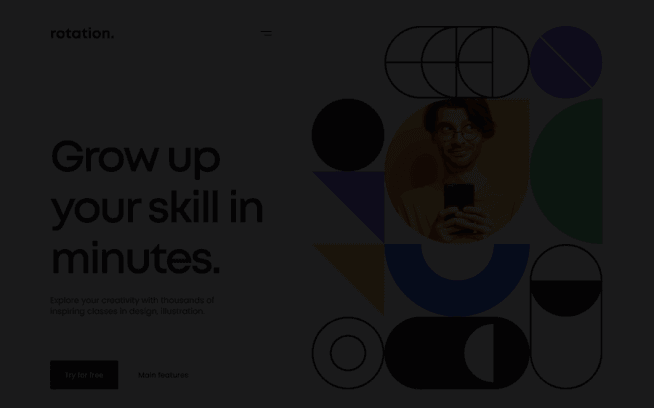 rotation.
Grow up
your skill in
minutes.
Explore your creativity with thousands of
inspiring classes in design, illustration.
Try for free
Main features